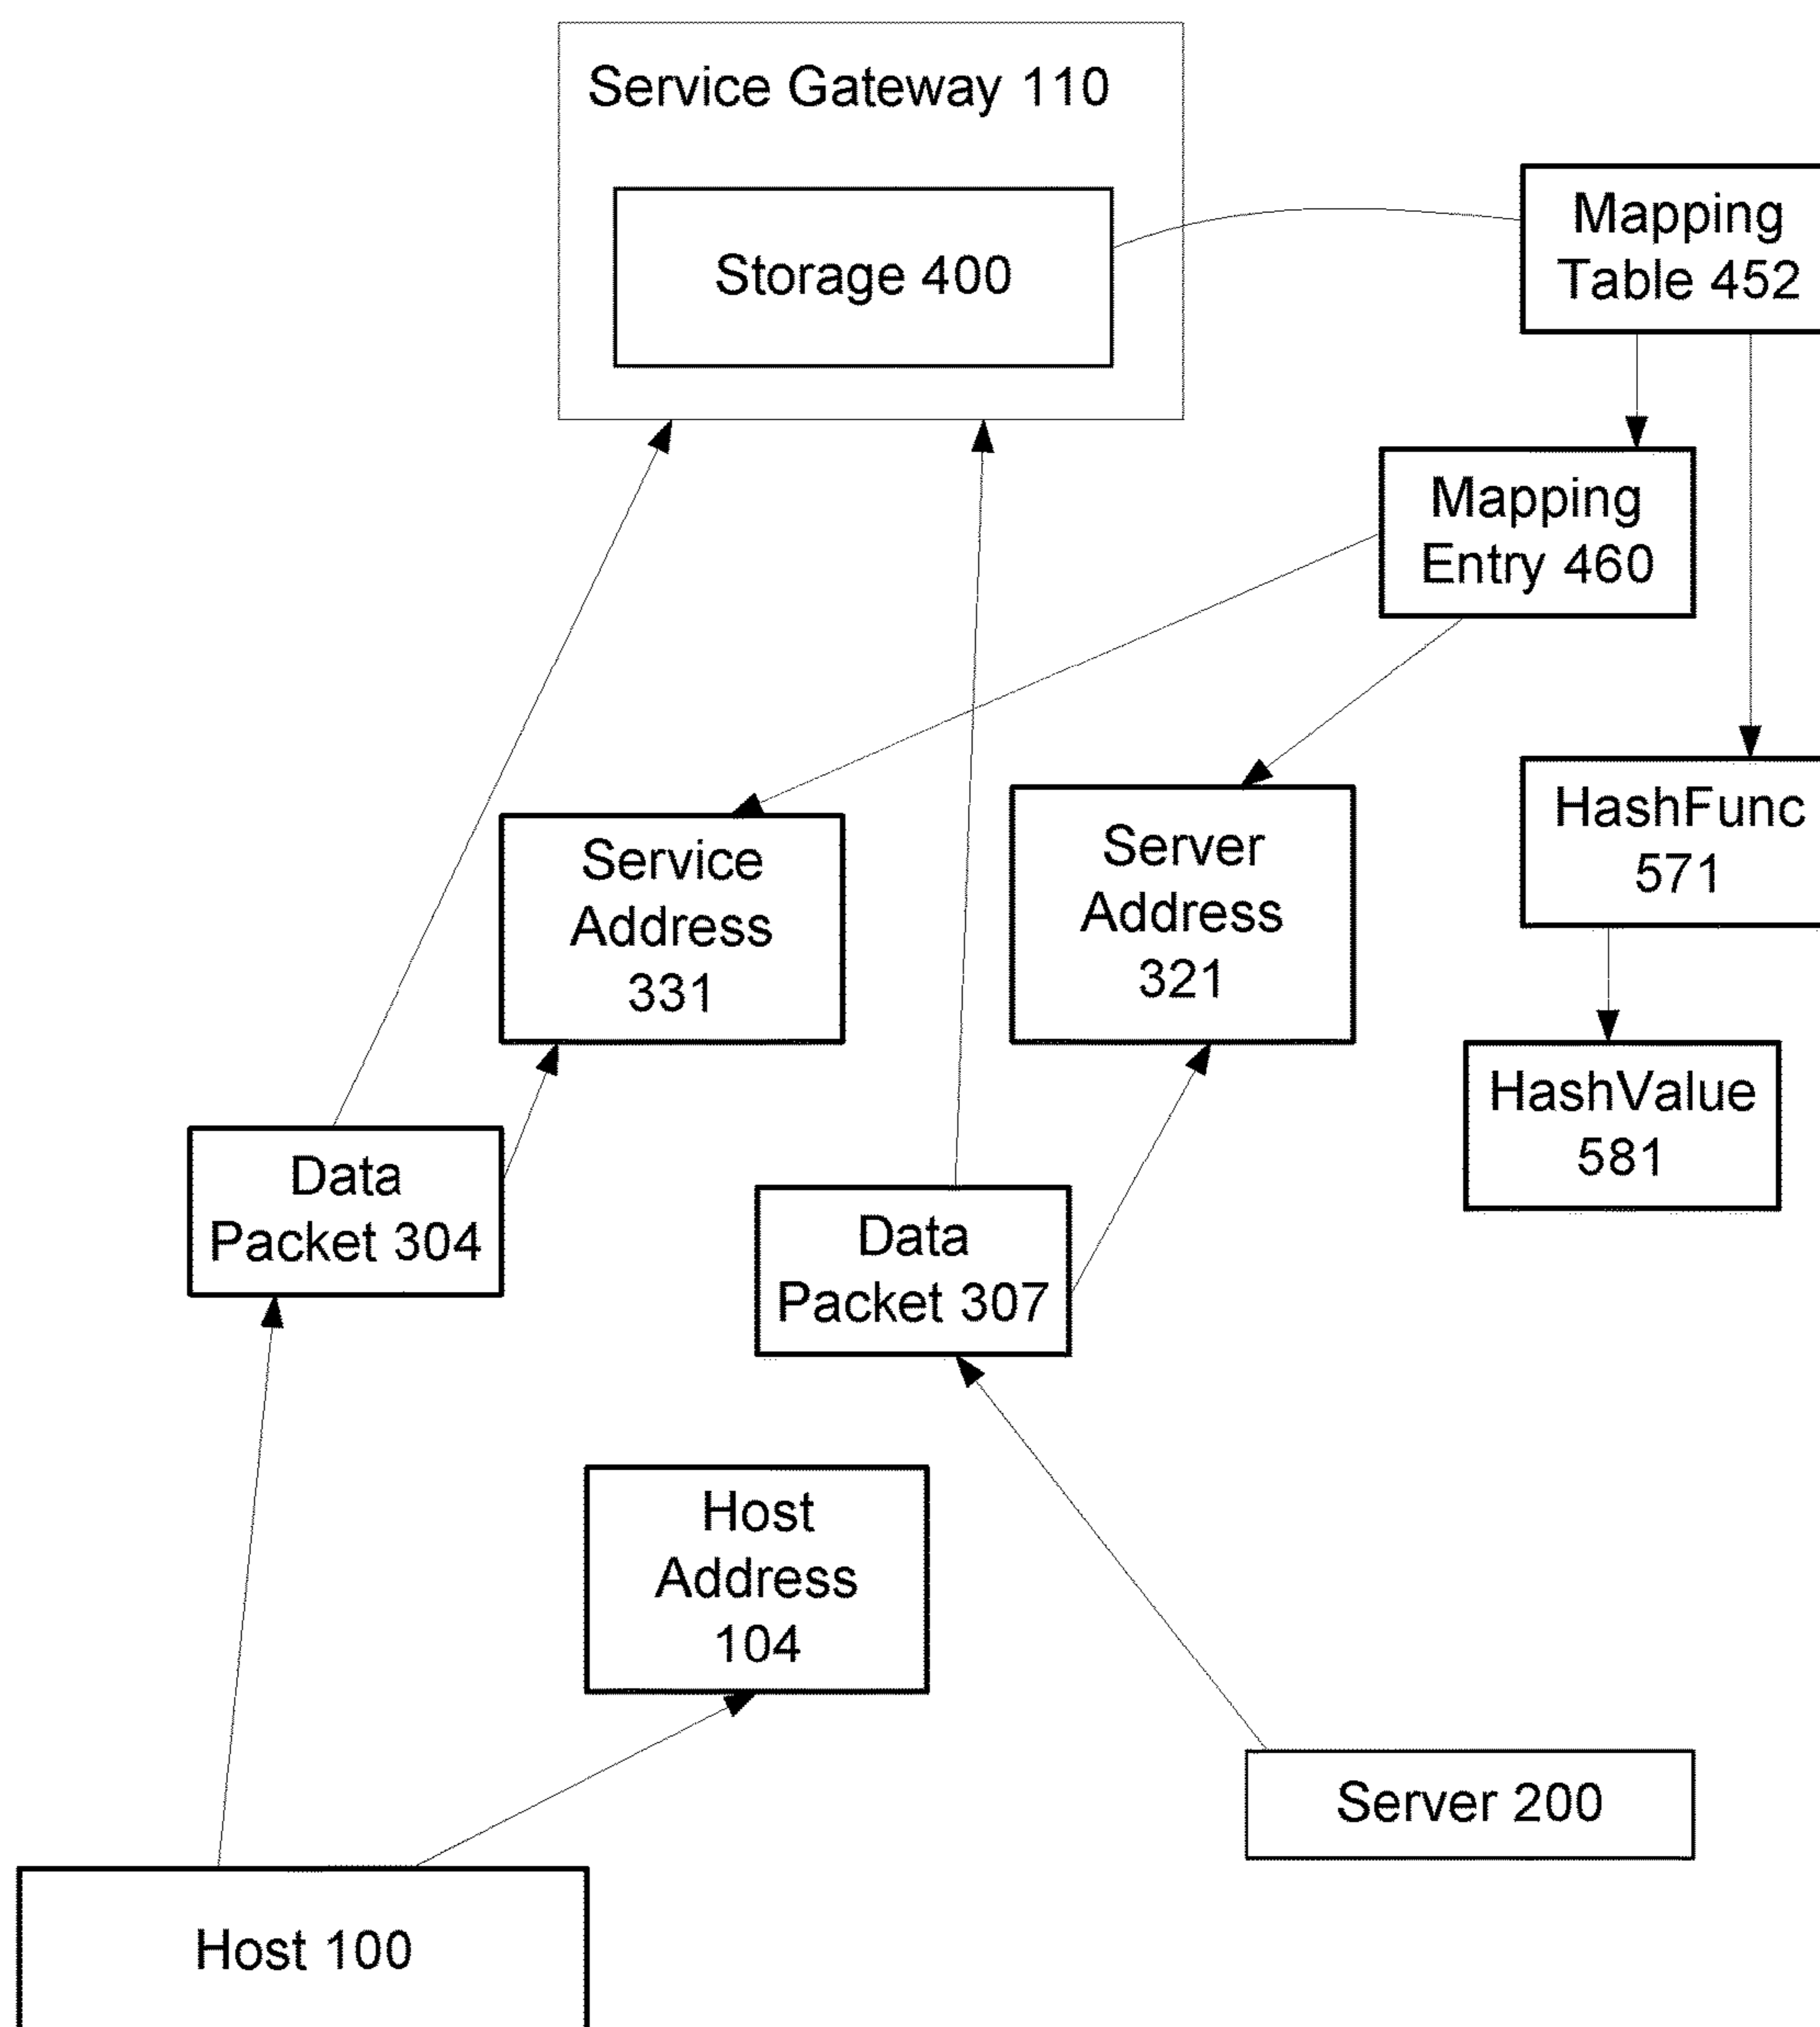 Service Gateway 110
Storage 400
Mapping
Table 452
Mapping
Entry 460
Service
Address
331
Server
Address
321
HashFunc
571
HashValue
581
Data
Packet 304
Data
Packet 307
Host
Address
104
Server 200
Host 100